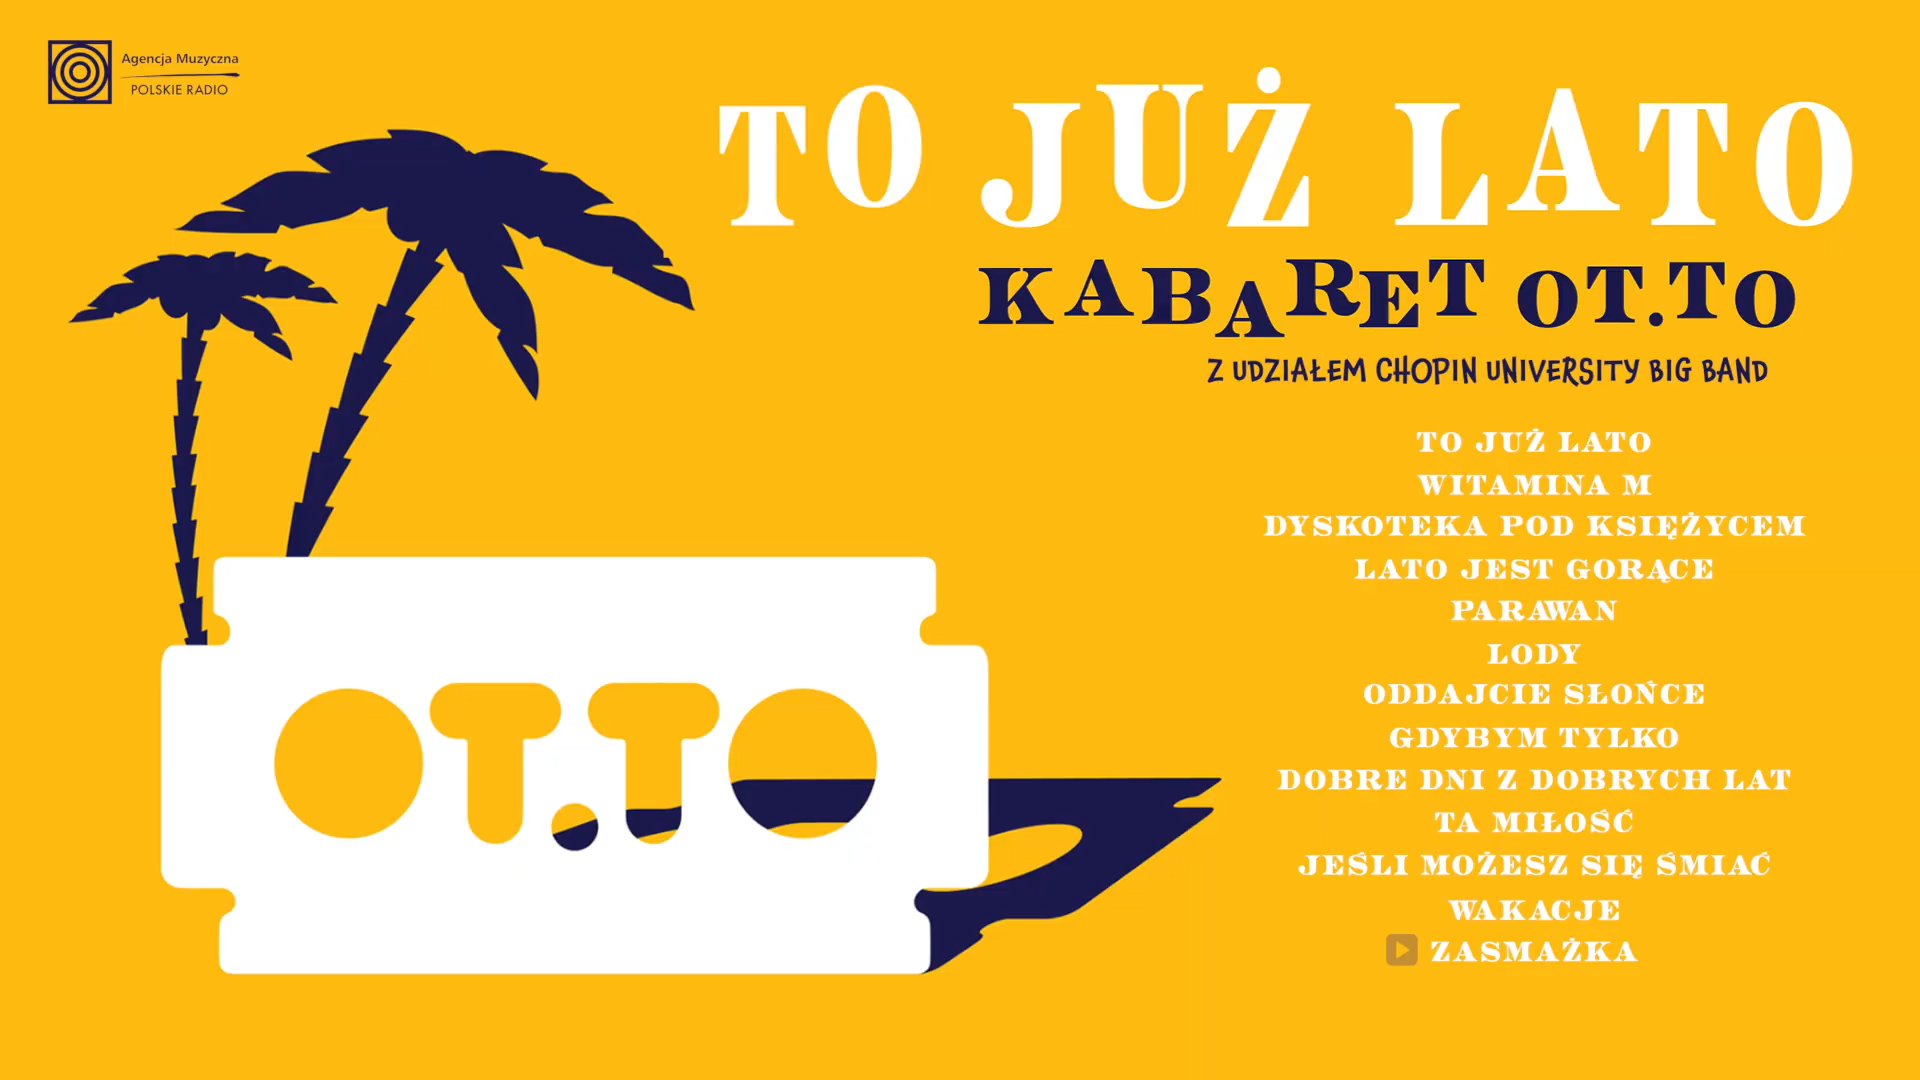 Agencja Muzyczna
POLSKIE RADIO
TO JUŻ LATO
KABARET OT.TO
Z UDZIAŁEM CHOPIN UNIVERSITY BIG BAND
TO JUŻ LATO
WITAMINA M
DYSKOTEKA POD KSIĘŻYCEM
LATO JEST GORĄCE
PARAWAN
LODY
ODDAJCIE SŁOŃCE
GDYBYM TYLKO
DOBRE DNI Z DOBRYCH LAT
TA MIŁOŚĆ
JEŚLI MOŻESZ SIĘ ŚMIAĆ
WAKACJE
ZASMAŻKA
OT.TO